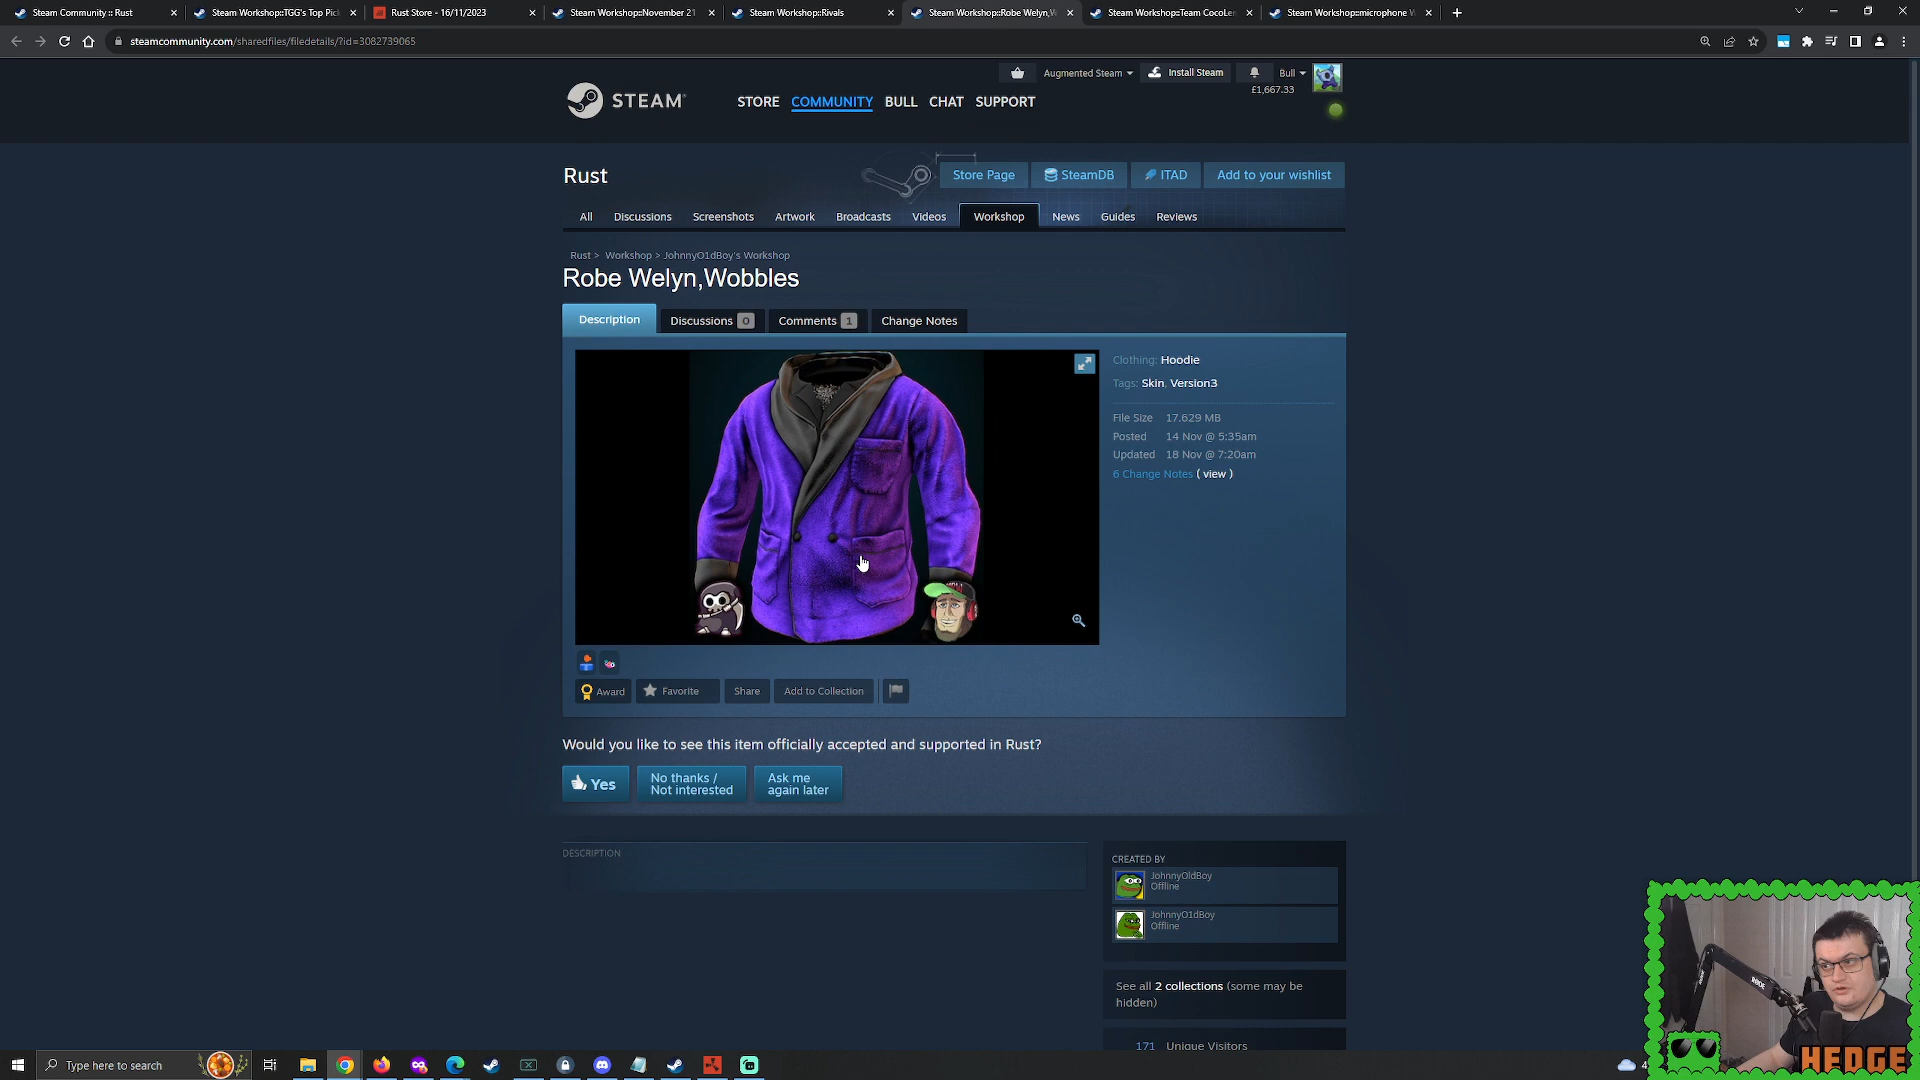 Steam Community :: Rust
Steam Workshop::TGG's Top Pick
Rust Store - 16/11/2023
Steam Workshop::November 21
Steam Workshop::Rivals
Steam Workshop::Robe Welyn,W
Steam Workshop::Team CocoLe
Steam Workshop::microphone W
steamcommunity.com/sharedfiles/filedetails/?id=3082739065
Augmented Steam
Install Steam
Bull
£1,667.33
STEAM
STORE COMMUNITY BULL CHAT SUPPORT
Rust
Store Page
SteamDB
ITAD
Add to your wishlist
All Discussions Screenshots Artwork Broadcasts Videos Workshop News Guides Reviews
Rust > Workshop > JohnnyO1dBoy's Workshop
Robe Welyn,Wobbles
Description Discussions 0 Comments 1 Change Notes
Clothing: Hoodie
Tags: Skin, Version3
File Size 17.629 MB
Posted 14 Nov @ 5:35am
Updated 18 Nov @ 7:20am
6 Change Notes ( view )
Award Favorite Share Add to Collection
Would you like to see this item officially accepted and supported in Rust?
Yes
No thanks /
Not interested
Ask me
again later
DESCRIPTION
CREATED BY
JohnnyOldBoy
Offline
JohnnyO1dBoy
Offline
See all 2 collections (some may be
hidden)
171 Unique Visitors
Type here to search
RØDE
HEDGE